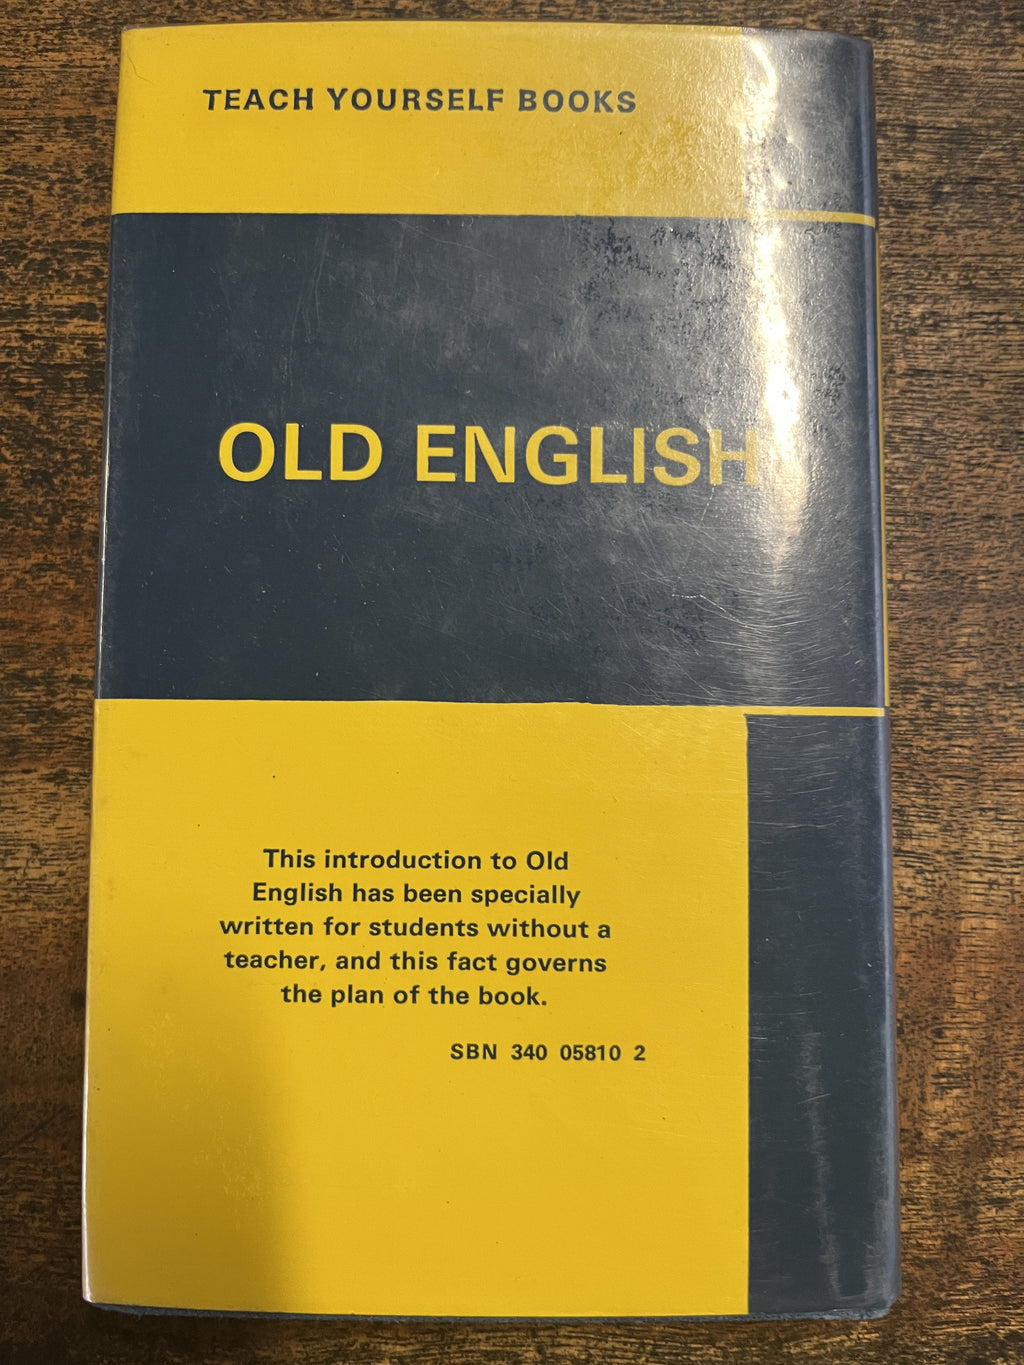 TEACH YOURSELF BOOKS
OLD ENGLISH
This introduction to Old
English has been specially
written for students without a
teacher, and this fact governs
the plan of the book.
SBN 340 05810 2